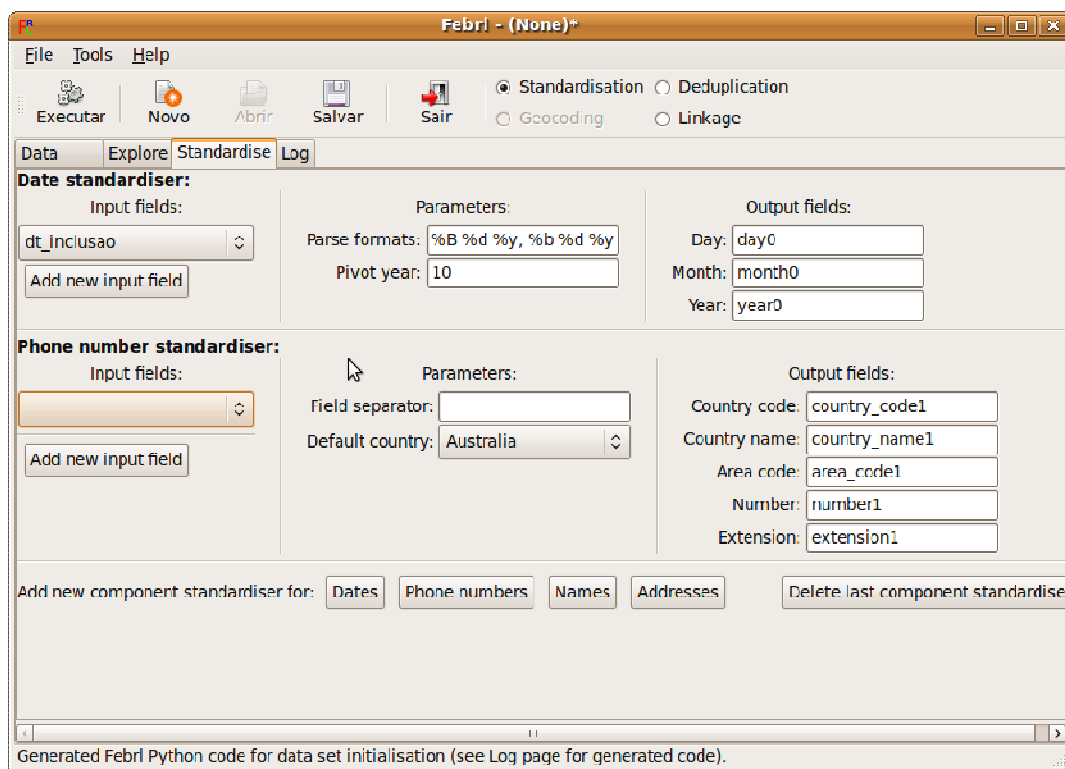 Febrl - (None)*
File Tools Help
Executar Novo Abrir Salvar Sair
Standardisation Deduplication
Geocoding Linkage
Data Explore Standardise Log
Date standardiser:
Input fields: Parameters: Output fields:
dt_inclusao Parse formats: %B %d %y, %b %d %y Day: day0
Add new input field Pivot year: 10 Month: month0
Year: year0
Phone number standardiser:
Input fields: Parameters: Output fields:
Field separator: Country code: country_code1
Default country: Australia Country name: country_name1
Add new input field Area code: area_code1
Number: number1
Extension: extension1
Add new component standardiser for: Dates Phone numbers Names Addresses Delete last component standardise
Generated Febrl Python code for data set initialisation (see Log page for generated code).